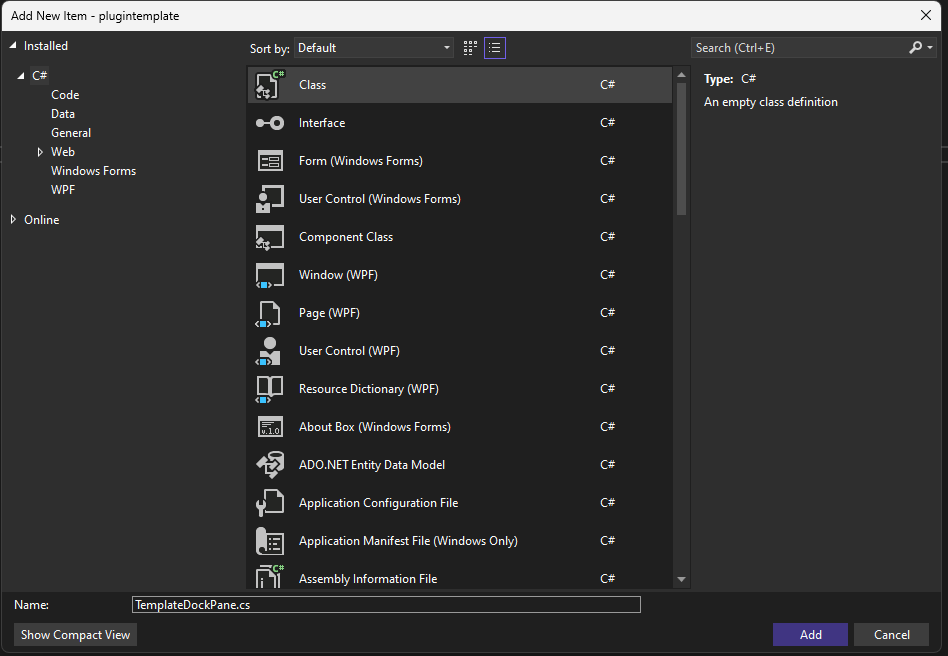 Add New Item - plugintemplate
Installed
C#
Code
Data
General
Web
Windows Forms
WPF
Online
Sort by: Default
Search (Ctrl+E)
Class C#
Interface C#
Form (Windows Forms) C#
User Control (Windows Forms) C#
Component Class C#
Window (WPF) C#
Page (WPF) C#
User Control (WPF) C#
Resource Dictionary (WPF) C#
About Box (Windows Forms) C#
ADO.NET Entity Data Model C#
Application Configuration File C#
Application Manifest File (Windows Only) C#
Assembly Information File C#
Type: C#
An empty class definition
Name: TemplateDockPane.cs
Show Compact View
Add
Cancel